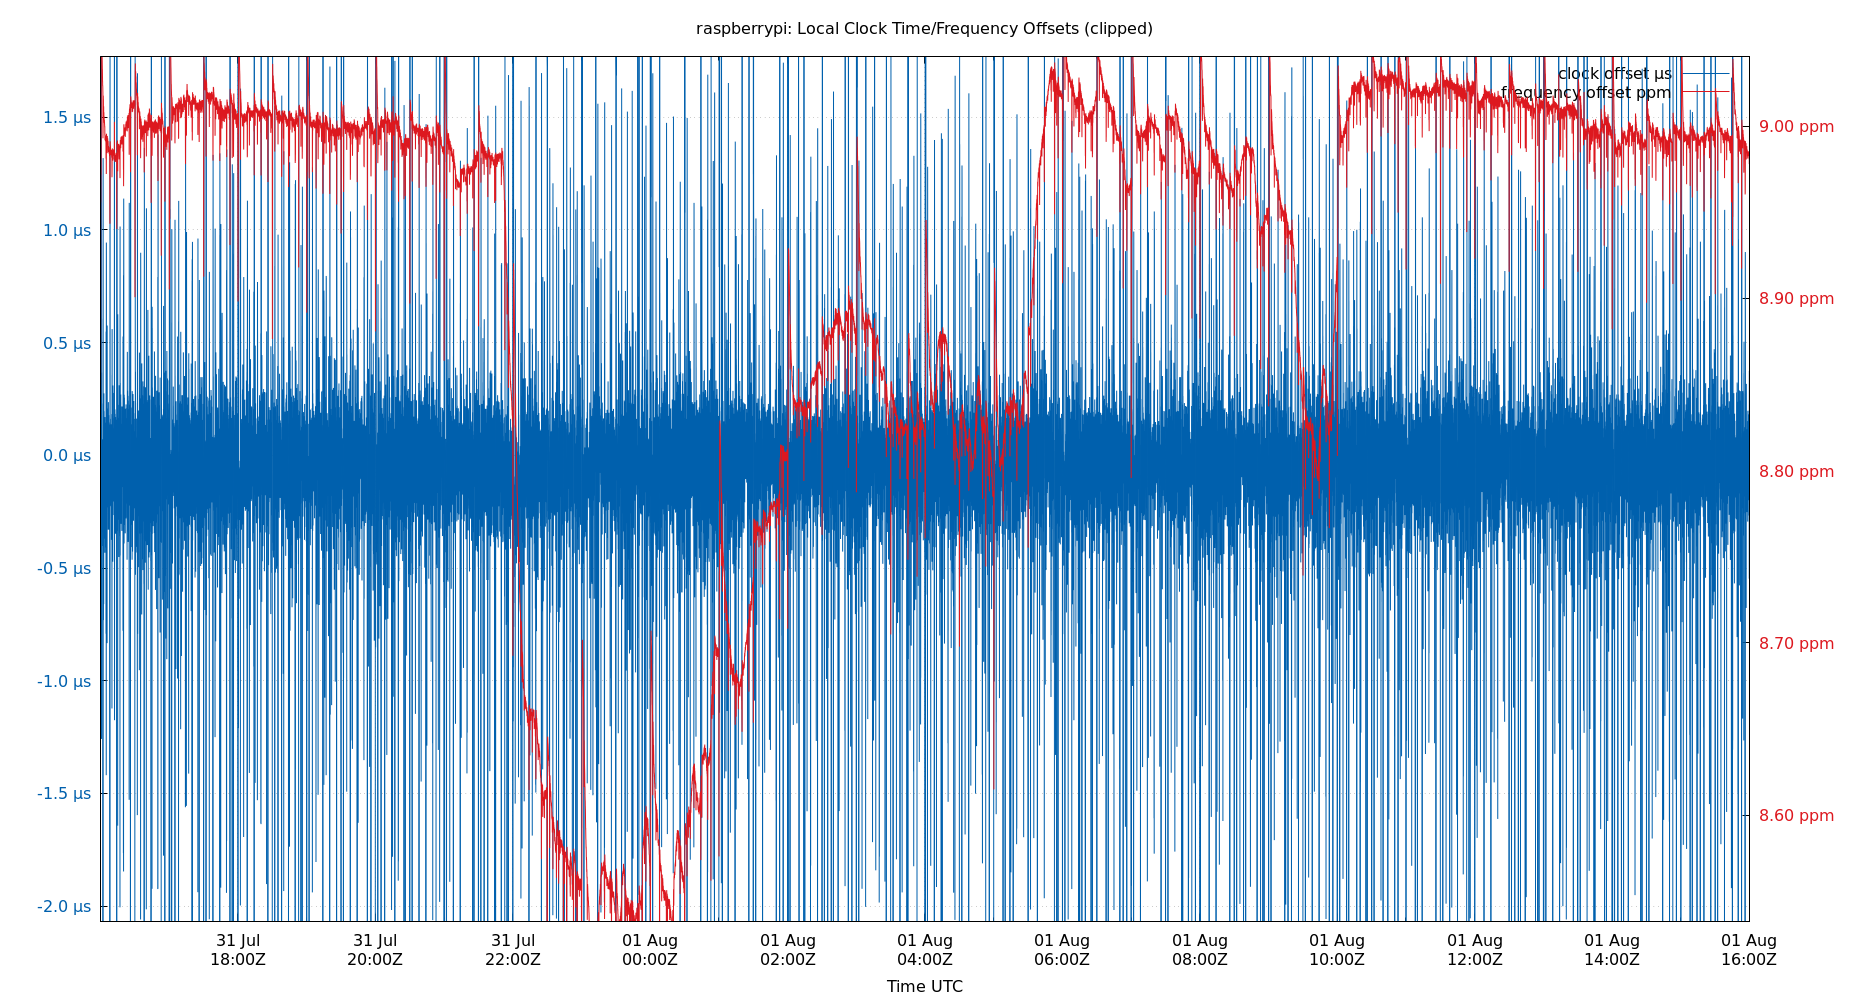 raspberrypi: Local Clock Time/Frequency Offsets (clipped)
clock offset µs
frequency offset ppm
1.5 µs
1.0 µs
0.5 µs
0.0 µs
-0.5 µs
-1.0 µs
-1.5 µs
-2.0 µs
9.00 ppm
8.90 ppm
8.80 ppm
8.70 ppm
8.60 ppm
31 Jul
18:00Z
31 Jul
20:00Z
31 Jul
22:00Z
01 Aug
00:00Z
01 Aug
02:00Z
01 Aug
04:00Z
01 Aug
06:00Z
01 Aug
08:00Z
01 Aug
10:00Z
01 Aug
12:00Z
01 Aug
14:00Z
01 Aug
16:00Z
Time UTC